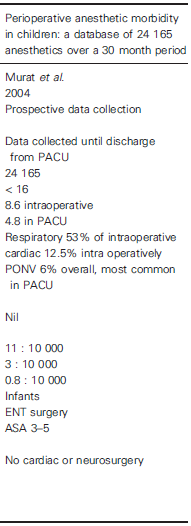 Perioperative anesthetic morbidity
in children: a database of 24 165
anesthetics over a 30 month period
Murat et al.
2004
Prospective data collection
Data collected until discharge
from PACU
24 165
< 16
8.6 intraoperative
4.8 in PACU
Respiratory 53% of intraoperative
cardiac 12.5% intra operatively
PONV 6% overall, most common
in PACU
Nil
11 : 10 000
3 : 10 000
0.8 : 10 000
Infants
ENT surgery
ASA 3–5
No cardiac or neurosurgery